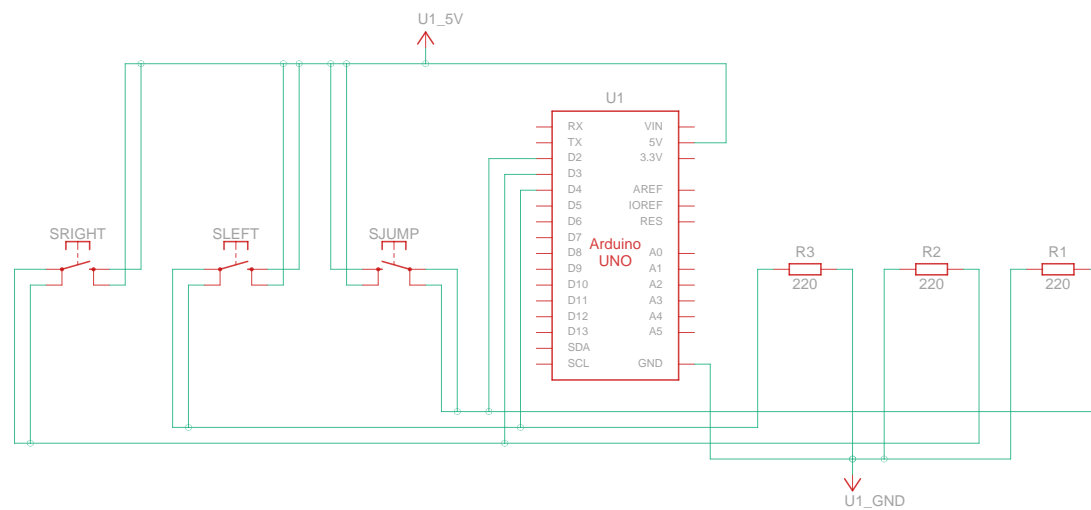 U1_5V
U1
RX VIN
TX 5V
D2 3.3V
D3
D4 AREF
D5 IOREF
D6 RES
D7
Arduino
UNO
D8 A0
D9 A1
D10 A2
D11 A3
D12 A4
D13 A5
SDA
SCL GND
SRIGHT SLEFT SJUMP
R3 R2 R1
220 220 220
U1_GND